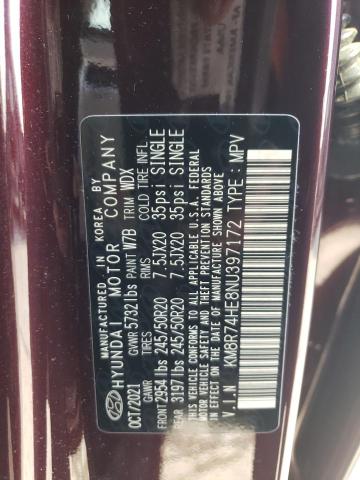 MANUFACTURED IN KOREA
HYUNDAI MOTOR COMPANY
OCT/2021 GVWR 5732 lbs PAINT W7B TRIM WDX
GAWR TIRE RIMS COLD TIRE INFL.
FRONT 2954 lbs 245/50R20 7.5JX20 35psi SINGLE
REAR 3197 lbs 245/50R20 7.5JX20 35psi SINGLE
THIS VEHICLE CONFORMS TO ALL APPLICABLE U.S.A. FEDERAL
MOTOR VEHICLE SAFETY, BUMPER, AND THEFT PREVENTION STANDARDS
IN EFFECT ON THE DATE OF MANUFACTURE SHOWN ABOVE.
V I N : KM8R74HE8NU397172 TYPE : MPV